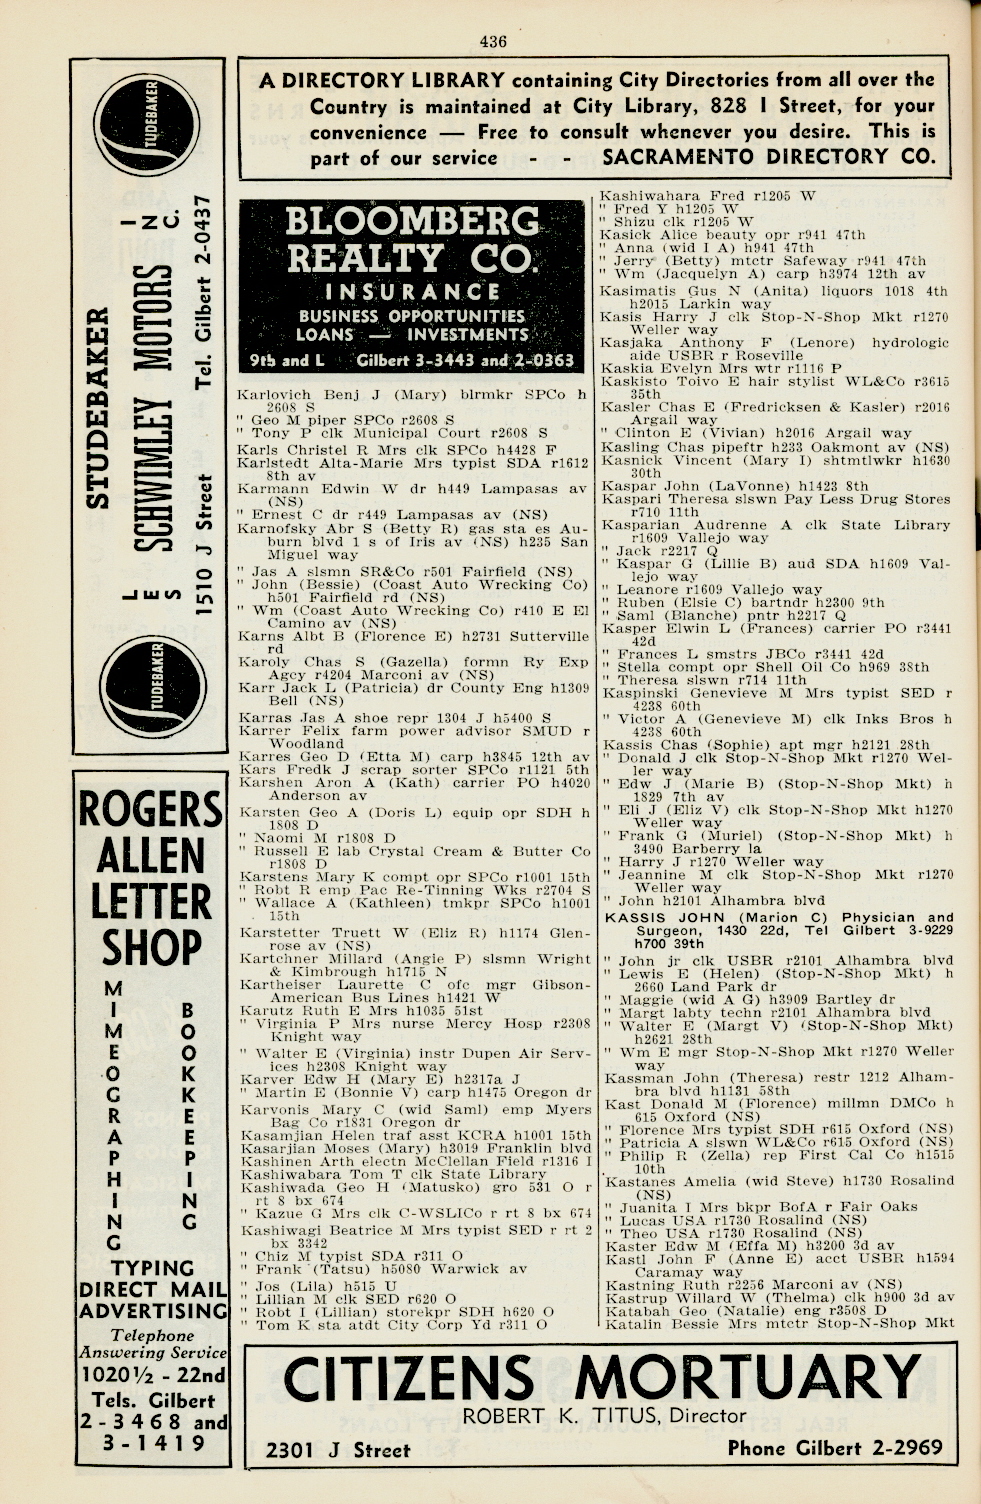 436
STUDEBAKER
LES SCHWIMLEY MOTORS INC.
1510 J Street Tel. Gilbert 2-0437
STUDEBAKER
STUDEBAKER
A DIRECTORY LIBRARY containing City Directories from all over the
Country is maintained at City Library, 828 I Street, for your
convenience — Free to consult whenever you desire. This is
part of our service - - SACRAMENTO DIRECTORY CO.
BLOOMBERG
REALTY CO.
INSURANCE
BUSINESS OPPORTUNITIES
LOANS — INVESTMENTS
9th and L Gilbert 3-3443 and 2-0363
Karlovich Benj J (Mary) blrmkr SPCo h
2608 S
" Geo M piper SPCo r2608 S
" Tony P clk Municipal Court r2608 S
Karls Christel R Mrs clk SPCo h4428 F
Karlstedt Alta-Marie Mrs typist SDA r1612
8th av
Karmann Edwin W dr h449 Lampasas av
(NS)
" Ernest C dr r449 Lampasas av (NS)
Karnofsky Abr S (Betty R) gas sta es Au-
burn blvd 1 s of Iris av (NS) h235 San
Miguel way
" Jas A slsmn SR&Co r501 Fairfield (NS)
" John (Bessie) (Coast Auto Wrecking Co)
h501 Fairfield rd (NS)
" Wm (Coast Auto Wrecking Co) r410 E El
Camino av (NS)
Karns Albt B (Florence E) h2731 Sutterville
rd
Karoly Chas S (Gazella) formn Ry Exp
Agcy r4204 Marconi av (NS)
Karr Jack L (Patricia) dr County Eng h1309
Bell (NS)
Karras Jas A shoe repr 1304 J h5400 S
Karrer Felix farm power advisor SMUD r
Woodland
Karres Geo D (Etta M) carp h3845 12th av
Kars Fredk J scrap sorter SPCo r1121 5th
Karshen Aron A (Kath) carrier PO h4020
Anderson av
Karsten Geo A (Doris L) equip opr SDH h
1808 D
" Naomi M r1808 D
" Russell E lab Crystal Cream & Butter Co
r1808 D
Karstens Mary K compt opr SPCo r1001 15th
" Robt R emp Pac Re-Tinning Wks r2704 S
" Wallace A (Kathleen) tmkpr SPCo h1001
15th
Karstetter Truett W (Eliz R) h1174 Glen-
rose av (NS)
Kartchner Millard (Angie P) slsmn Wright
& Kimbrough h1715 N
Kartheiser Laurette C ofc mgr Gibson-
American Bus Lines h1421 W
Karutz Ruth E Mrs h1035 51st
" Virginia P Mrs nurse Mercy Hosp r2308
Knight way
" Walter E (Virginia) instr Dupen Air Serv-
ices h2308 Knight way
Karver Edw H (Mary E) h2317a J
" Martin E (Bonnie V) carp h1475 Oregon dr
Karvonis Mary C (wid Saml) emp Myers
Bag Co r1831 Oregon dr
Kasamjian Helen traf asst KCRA h1001 15th
Kasarjian Moses (Mary) h3019 Franklin blvd
Kashinen Arth electn McClellan Field r1316 I
Kashiwabara Tom T clk State Library
Kashiwada Geo H (Matusko) gro 531 O r
rt 8 bx 674
" Kazue G Mrs clk C-WSLICo r rt 8 bx 674
Kashiwagi Beatrice M Mrs typist SED r rt 2
bx 3342
" Chiz M typist SDA r311 O
" Frank (Tatsu) h5080 Warwick av
" Jos (Lila) h515 U
" Lillian M clk SED r620 O
" Robt I (Lillian) storekpr SDH h620 O
" Tom K sta atdt City Corp Yd r311 O
Kashiwahara Fred r1205 W
" Fred Y h1205 W
" Shizu clk r1205 W
Kasick Alice beauty opr r941 47th
" Anna (wid I A) h941 47th
" Jerry (Betty) mtctr Safeway r941 47th
" Wm (Jacquelyn A) carp h3974 12th av
Kasimatis Gus N (Anita) liquors 1018 4th
h2015 Larkin way
Kasis Harry J clk Stop-N-Shop Mkt r1270
Weller way
Kasjaka Anthony F (Lenore) hydrologic
aide USBR r Roseville
Kaskia Evelyn Mrs wtr r1116 P
Kaskisto Toivo E hair stylist WL&Co r3615
35th
Kasler Chas E (Fredricksen & Kasler) r2016
Argail way
" Clinton E (Vivian) h2016 Argail way
Kasling Chas pipeftr h233 Oakmont av (NS)
Kasnick Vincent (Mary I) shtmtlwkr h1630
30th
Kaspar John (LaVonne) h1423 8th
Kaspari Theresa slswn Pay Less Drug Stores
r710 11th
Kasparian Audrenne A clk State Library
r1609 Vallejo way
" Jack r2217 Q
" Kaspar G (Lillie B) aud SDA h1609 Val-
lejo way
" Leanore r1609 Vallejo way
" Ruben (Elsie C) bartndr h2300 9th
" Saml (Blanche) pntr h2217 Q
Kasper Elwin L (Frances) carrier PO r3441
42d
" Frances L smstrs JBCo r3441 42d
" Stella compt opr Shell Oil Co h969 38th
" Theresa slswn r714 11th
Kaspinski Genevieve M Mrs typist SED r
4238 60th
" Victor A (Genevieve M) clk Inks Bros h
4238 60th
Kassis Chas (Sophie) apt mgr h2121 28th
" Donald J clk Stop-N-Shop Mkt r1270 Wel-
ler way
" Edw J (Marie B) (Stop-N-Shop Mkt) h
1829 7th av
" Eli J (Eliz V) clk Stop-N-Shop Mkt h1270
Weller way
" Frank G (Muriel) (Stop-N-Shop Mkt) h
3490 Barberry la
" Harry J r1270 Weller way
" Jeannine M clk Stop-N-Shop Mkt r1270
Weller way
" John h2101 Alhambra blvd
KASSIS JOHN (Marion C) Physician and
Surgeon, 1430 22d, Tel Gilbert 3-9229
h700 39th
" John jr clk USBR r2101 Alhambra blvd
" Lewis E (Helen) (Stop-N-Shop Mkt) h
2660 Land Park dr
" Maggie (wid A G) h3909 Bartley dr
" Margt labty techn r2101 Alhambra blvd
" Walter E (Margt V) (Stop-N-Shop Mkt)
h2621 28th
" Wm E mgr Stop-N-Shop Mkt r1270 Weller
way
Kassman John (Theresa) restr 1212 Alham-
bra blvd h1131 58th
Kast Donald M (Florence) millmn DMCo h
615 Oxford (NS)
" Florence Mrs typist SDH r615 Oxford (NS)
" Patricia A slswn WL&Co r615 Oxford (NS)
" Philip R (Zella) rep First Cal Co h1515
10th
Kastanes Amelia (wid Steve) h1730 Rosalind
(NS)
" Juanita I Mrs bkpr BofA r Fair Oaks
" Lucas USA r1730 Rosalind (NS)
" Theo USA r1730 Rosalind (NS)
Kaster Edw M (Effa M) h3200 3d av
Kastl John F (Anne E) acct USBR h1594
Caramay way
Kastning Ruth r2256 Marconi av (NS)
Kastrup Willard W (Thelma) clk h900 3d av
Katabah Geo (Natalie) eng r3508 D
Katalin Bessie Mrs mtctr Stop-N-Shop Mkt
ROGERS
ALLEN
LETTER
SHOP
MIMEOGRAPHING
BOOKKEEPING
TYPING
DIRECT MAIL
ADVERTISING
Telephone
Answering Service
1020½ - 22nd
Tels. Gilbert
2-3468 and
3-1419
CITIZENS MORTUARY
ROBERT K. TITUS, Director
2301 J Street Phone Gilbert 2-2969